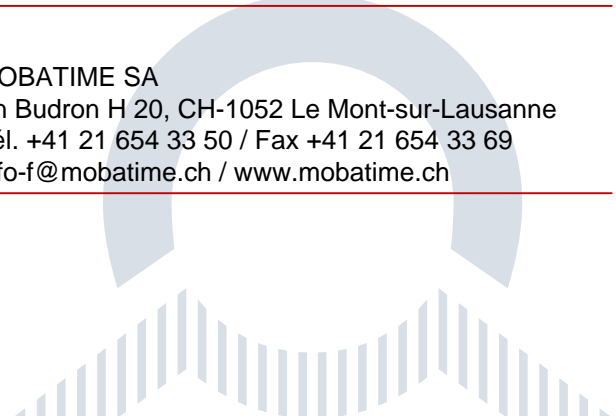 OBATIME SA
n Budron H 20, CH-1052 Le Mont-sur-Lausanne
él. +41 21 654 33 50 / Fax +41 21 654 33 69
fo-f@mobatime.ch / www.mobatime.ch